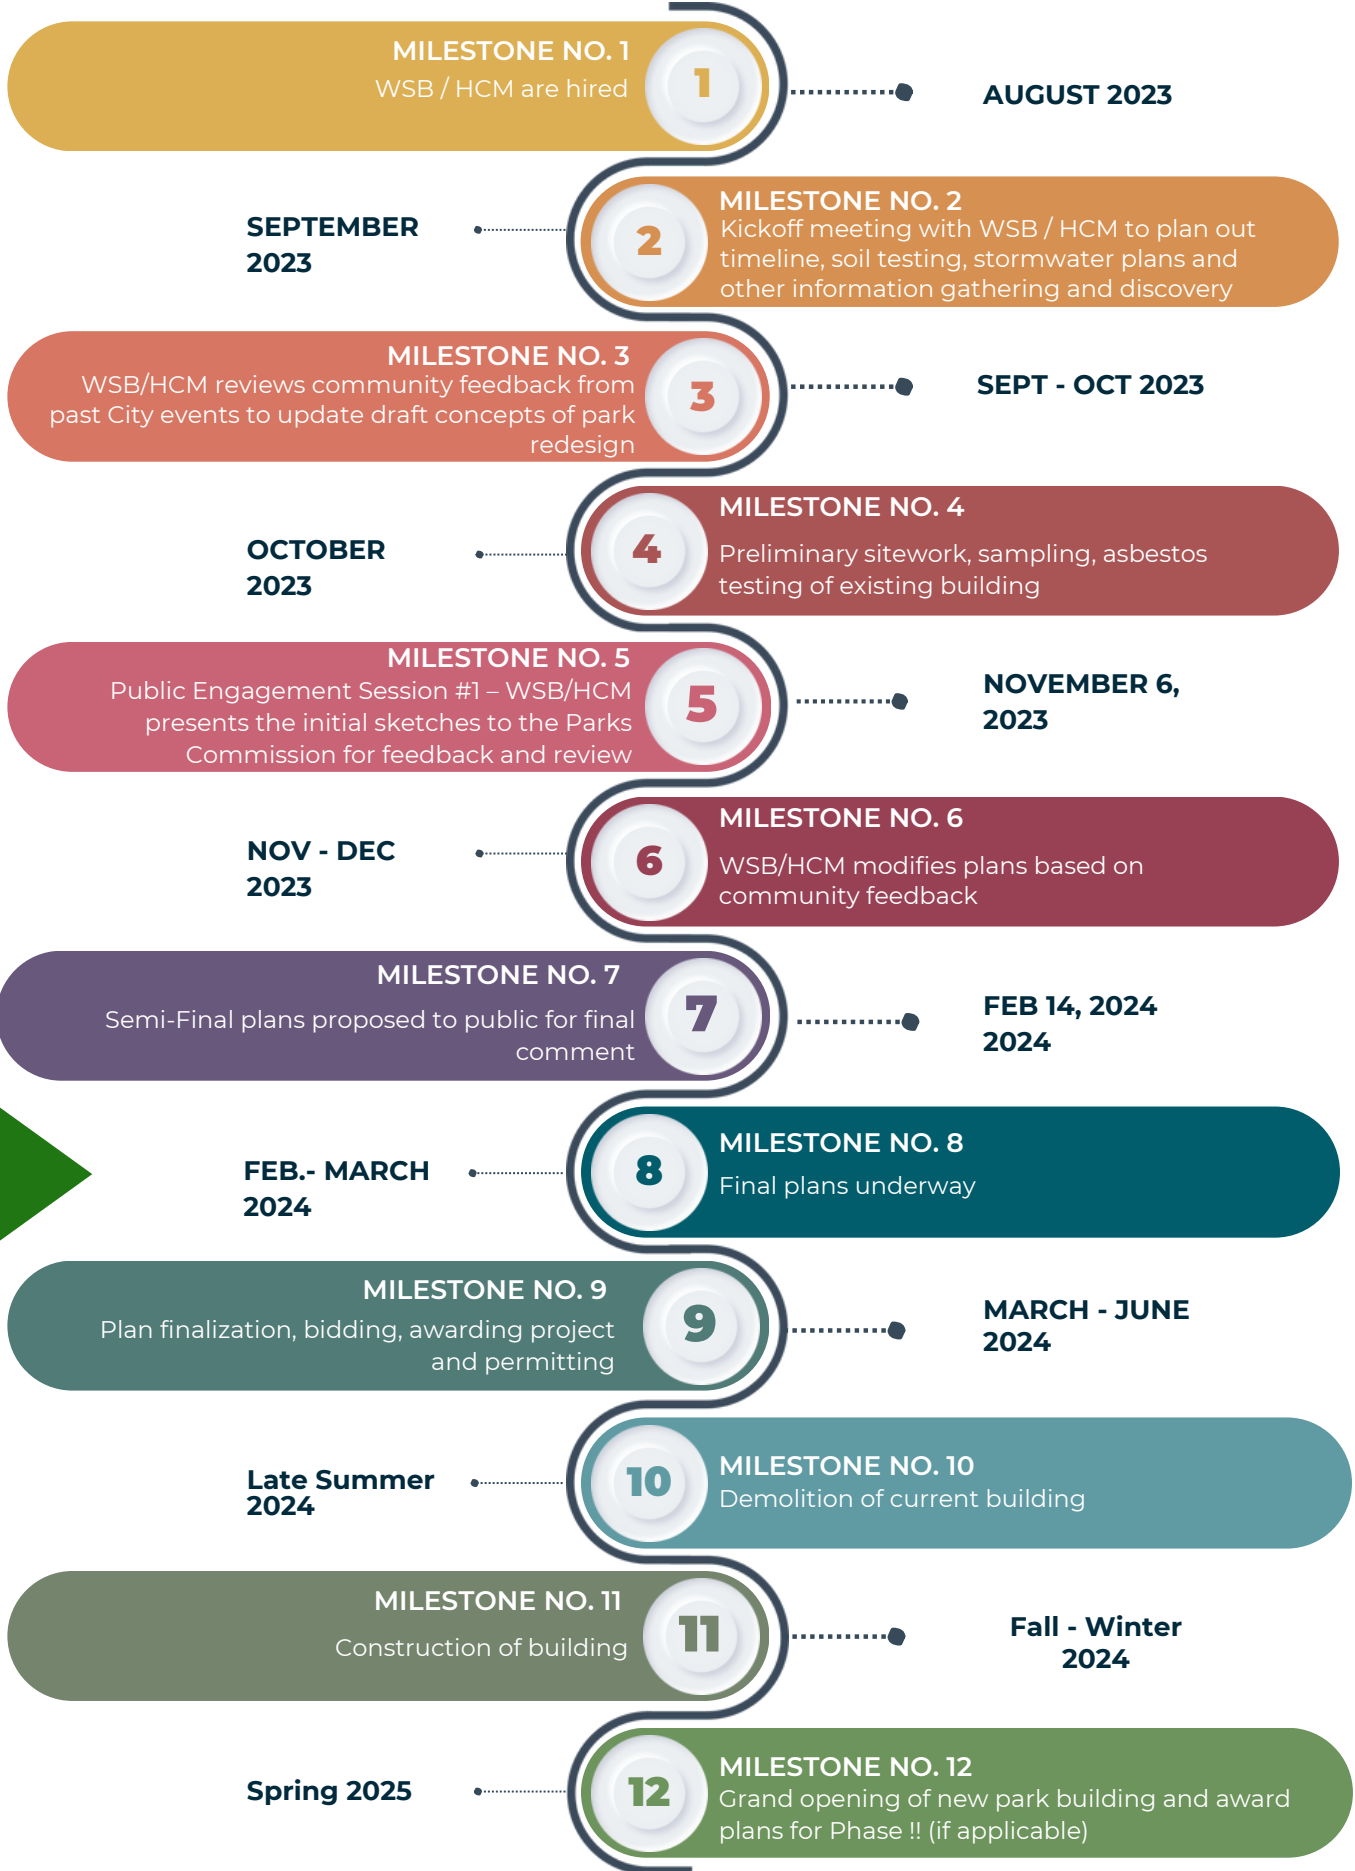 MILESTONE NO. 1
WSB / HCM are hired
1
AUGUST 2023
SEPTEMBER
2023
2
MILESTONE NO. 2
Kickoff meeting with WSB / HCM to plan out
timeline, soil testing, stormwater plans and
other information gathering and discovery
MILESTONE NO. 3
WSB/HCM reviews community feedback from
past City events to update draft concepts of park
redesign
3
SEPT - OCT 2023
OCTOBER
2023
4
MILESTONE NO. 4
Preliminary sitework, sampling, asbestos
testing of existing building
MILESTONE NO. 5
Public Engagement Session #1 – WSB/HCM
presents the initial sketches to the Parks
Commission for feedback and review
5
NOVEMBER 6,
2023
NOV - DEC
2023
6
MILESTONE NO. 6
WSB/HCM modifies plans based on
community feedback
MILESTONE NO. 7
Semi-Final plans proposed to public for final
comment
7
FEB 14, 2024
2024
FEB.- MARCH
2024
8
MILESTONE NO. 8
Final plans underway
MILESTONE NO. 9
Plan finalization, bidding, awarding project
and permitting
9
MARCH - JUNE
2024
Late Summer
2024
10
MILESTONE NO. 10
Demolition of current building
MILESTONE NO. 11
Construction of building
11
Fall - Winter
2024
Spring 2025
12
MILESTONE NO. 12
Grand opening of new park building and award
plans for Phase !! (if applicable)